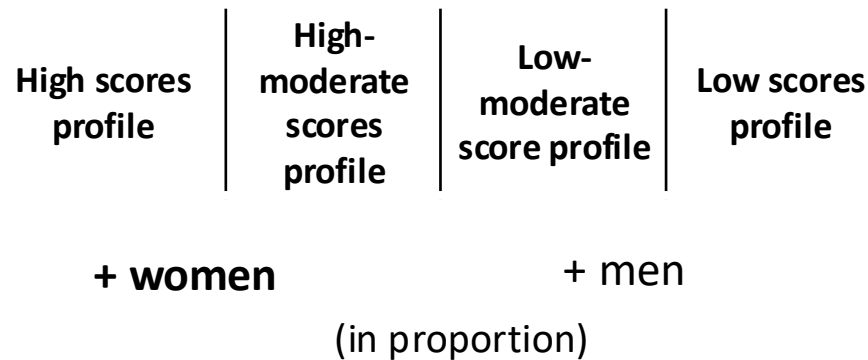 High scores
profile
High-
moderate
scores
profile
Low-
moderate
score profile
Low scores
profile
+ women
+ men
(in proportion)